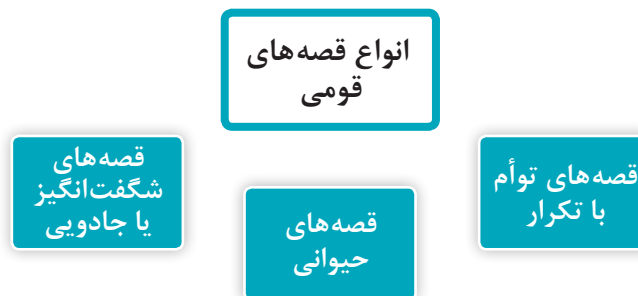 انواع قصه‌های
قومی
قصه‌های توأم
با تکرار
قصه‌های
حیوانی
قصه‌های
شگفت‌انگیز
یا جادویی